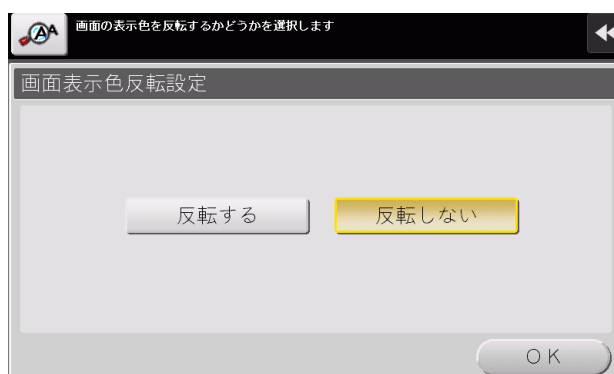 AA
画面の表示色を反転するかどうかを選択します
画面表示色反転設定
反転する
反転しない
OK